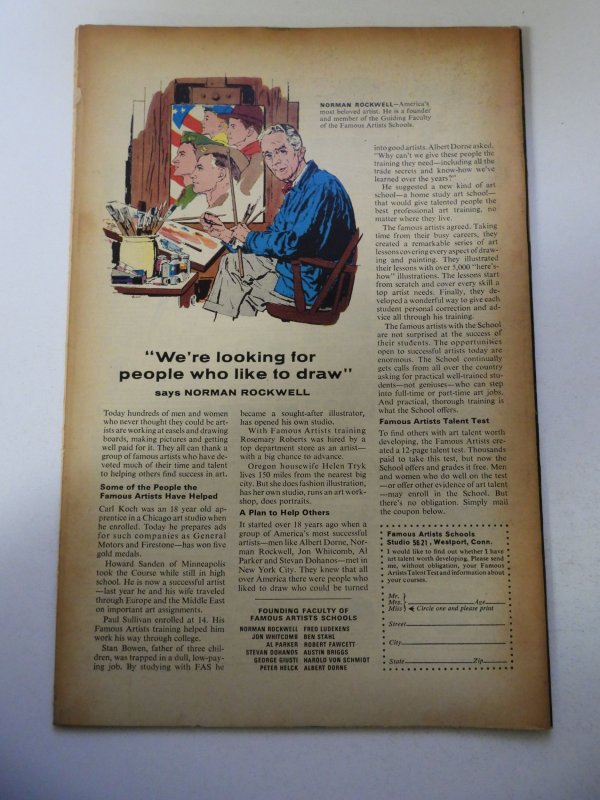 NORMAN ROCKWELL—America's
most beloved artist. He is a founder
and member of the Guiding Faculty
of the Famous Artists Schools.
"We're looking for
people who like to draw"
says NORMAN ROCKWELL
Today hundreds of men and women
who never thought they could be art-
ists are working at easels and drawing
boards, making pictures and getting
well paid for it. They all can thank a
group of famous artists who have de-
voted much of their time and talent
to helping others find success in art.
Some of the People the
Famous Artists Have Helped
Carl Koch was an 18 year old ap-
prentice in a Chicago art studio when
he enrolled. Today he prepares ads
for such companies as General
Motors and Firestone—has won five
gold medals.
Howard Sanden of Minneapolis
took the Course while still in high
school. He is now a successful artist
—last year he and his wife traveled
through Europe and the Middle East
on important art assignments.
Paul Sullivan enrolled at 14. His
Famous Artists training helped him
work his way through college.
Stan Bowen, father of three chil-
dren, was trapped in a dull, low-pay-
ing job. By studying with FAS he
became a sought-after illustrator,
has opened his own studio.
With Famous Artists training
Rosemary Roberts was hired by a
top department store as an artist—
with a big chance to advance.
Oregon housewife Helen Tryk
lives 150 miles from the nearest big
city. But she does fashion illustration,
has her own studio, runs an art work-
shop, does portraits.
A Plan to Help Others
It started over 18 years ago when a
group of America's most successful
artists—men like Albert Dorne, Nor-
man Rockwell, Jon Whitcomb, Al
Parker and Stevan Dohanos—met in
New York City. They knew that all
over America there were people who
liked to draw who could be turned
FOUNDING FACULTY OF
FAMOUS ARTISTS SCHOOLS
NORMAN ROCKWELL FRED LUDEKENS
JON WHITCOMB BEN STAHL
AL PARKER ROBERT FAWCETT
STEVAN DOHANOS AUSTIN BRIGGS
GEORGE GIUSTI HAROLD VON SCHMIDT
PETER HELCK ALBERT DORNE
into good artists. Albert Dorne asked,
"Why can't we give these people the
training they need—including all the
trade secrets and know-how we've
learned over the years?"
He suggested a new kind of art
school—a home study art school—
that would give talented people the
best professional art training, no
matter where they live.
The famous artists agreed. Taking
time from their busy careers, they
created a remarkable series of art
lessons covering every aspect of draw-
ing and painting. They illustrated
their lessons with over 5,000 "here's-
how" illustrations. The lessons start
from scratch and cover every skill a
top artist needs. Finally, they de-
veloped a wonderful way to give each
student personal correction and ad-
vice all through his training.
The famous artists with the School
are not surprised at the success of
their students. The opportunities
open to successful artists today are
enormous. The School continually
gets calls from all over the country
asking for practical well-trained stu-
dents—not geniuses—who can step
into full-time or part-time art jobs.
And practical, thorough training is
what the School offers.
Famous Artists Talent Test
To find others with art talent worth
developing, the Famous Artists cre-
ated a 12-page talent test. Thousands
paid to take this test, but now the
School offers and grades it free. Men
and women who do well on the test
—or offer other evidence of art talent
—may enroll in the School. But
there's no obligation. Simply mail
the coupon below.
Famous Artists Schools
Studio 5621, Westport, Conn.
I would like to find out whether I have
art talent worth developing. Please send
me, without obligation, your Famous
Artists Talent Test and information about
your courses.
Mr.
Mrs. Age
Miss Circle one and please print
Street
City
State Zip